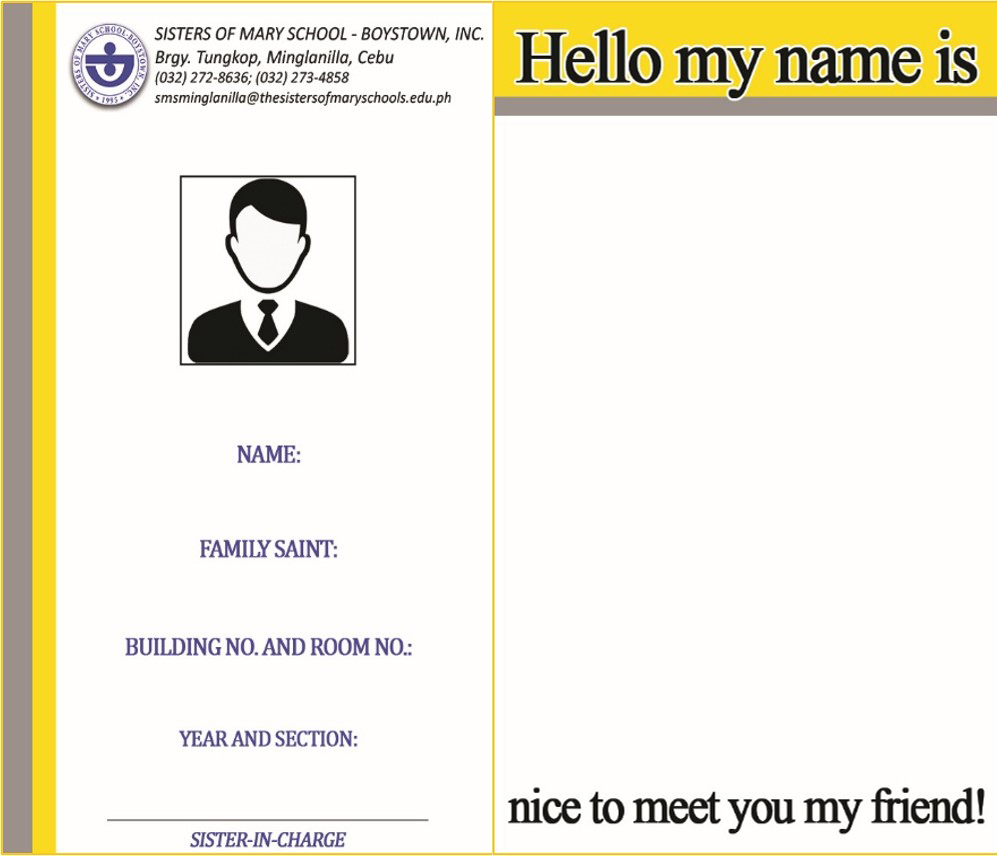 SISTERS OF MARY SCHOOL - BOYSTOWN, INC.
Brgy. Tungkop, Minglanilla, Cebu
(032) 272-8636; (032) 273-4858
smsminglanilla@thesistersofmaryschools.edu.ph
SISTERS OF MARY SCHOOL-BOYSTOWN, INC.
1995
NAME:
FAMILY SAINT:
BUILDING NO. AND ROOM NO.:
YEAR AND SECTION:
SISTER-IN-CHARGE
Hello my name is
nice to meet you my friend!